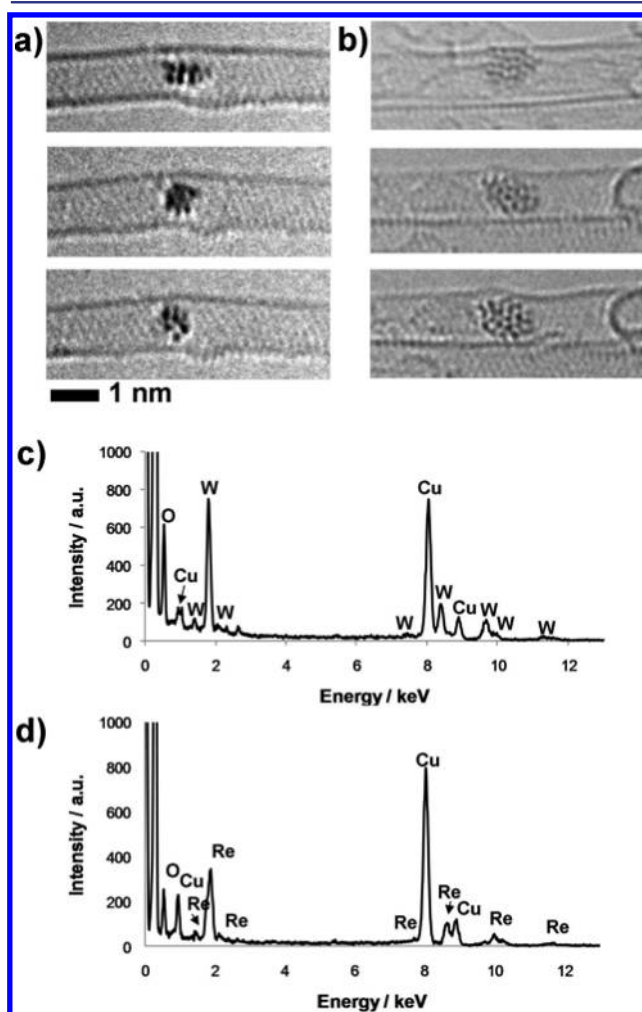 a)
b)
1 nm
c)
1000
800
600
400
200
0
Intensity / a.u.
O
Cu
W
W
W
W
Cu
W
Cu
W
W
W
0 2 4 6 8 10 12
Energy / keV
d)
1000
800
600
400
200
0
Intensity / a.u.
O
Cu
Re
Re
Re
Re
Cu
Re
Cu
Re
Re
0 2 4 6 8 10 12
Energy / keV